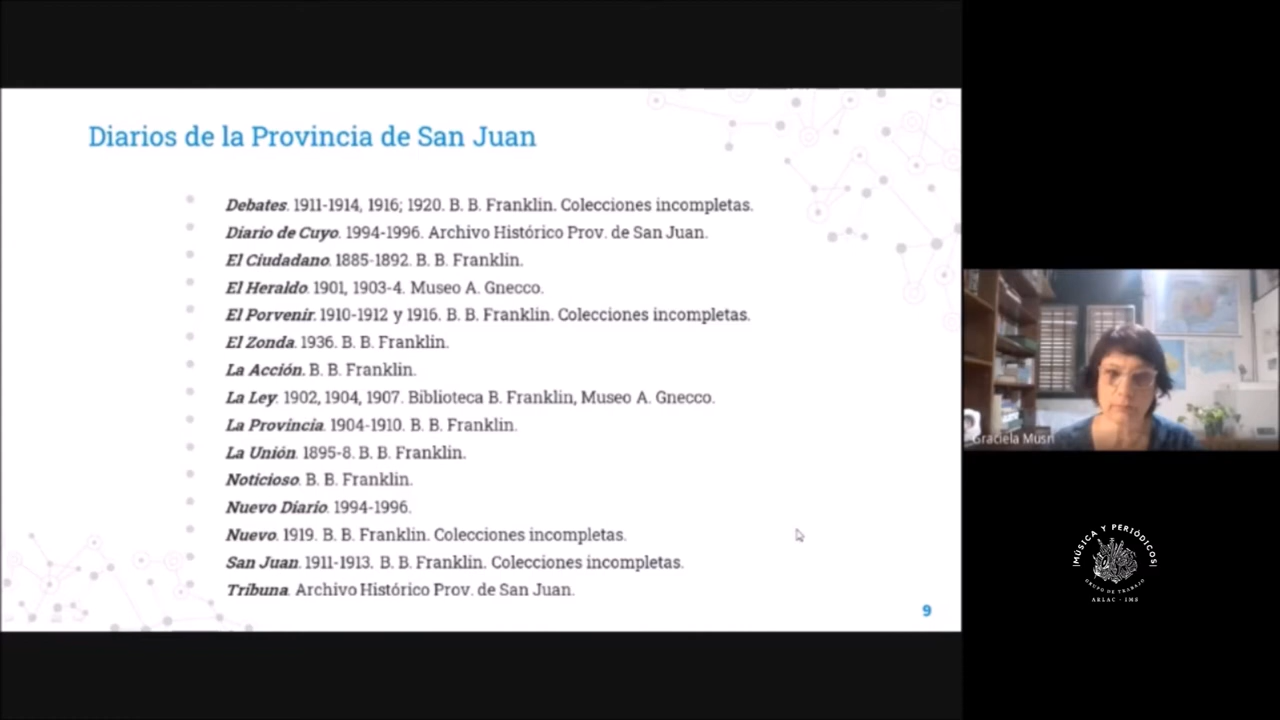 Diarios de la Provincia de San Juan
Debates. 1911-1914, 1916; 1920. B. B. Franklin. Colecciones incompletas.
Diario de Cuyo. 1994-1996. Archivo Histórico Prov. de San Juan.
El Ciudadano. 1885-1892. B. B. Franklin.
El Heraldo. 1901, 1903-4. Museo A. Gnecco.
El Porvenir. 1910-1912 y 1916. B. B. Franklin. Colecciones incompletas.
El Zonda. 1936. B. B. Franklin.
La Acción. B. B. Franklin.
La Ley. 1902, 1904, 1907. Biblioteca B. Franklin, Museo A. Gnecco.
La Provincia. 1904-1910. B. B. Franklin.
La Unión. 1895-8. B. B. Franklin.
Noticioso. B. B. Franklin.
Nuevo Diario. 1994-1996.
Nuevo. 1919. B. B. Franklin. Colecciones incompletas.
San Juan. 1911-1913. B. B. Franklin. Colecciones incompletas.
Tribuna. Archivo Histórico Prov. de San Juan.
9
Graciela Musri
|MÚSICA Y PERIÓDICOS|
GRUPO DE TRABAJO
ARLAC - IMS